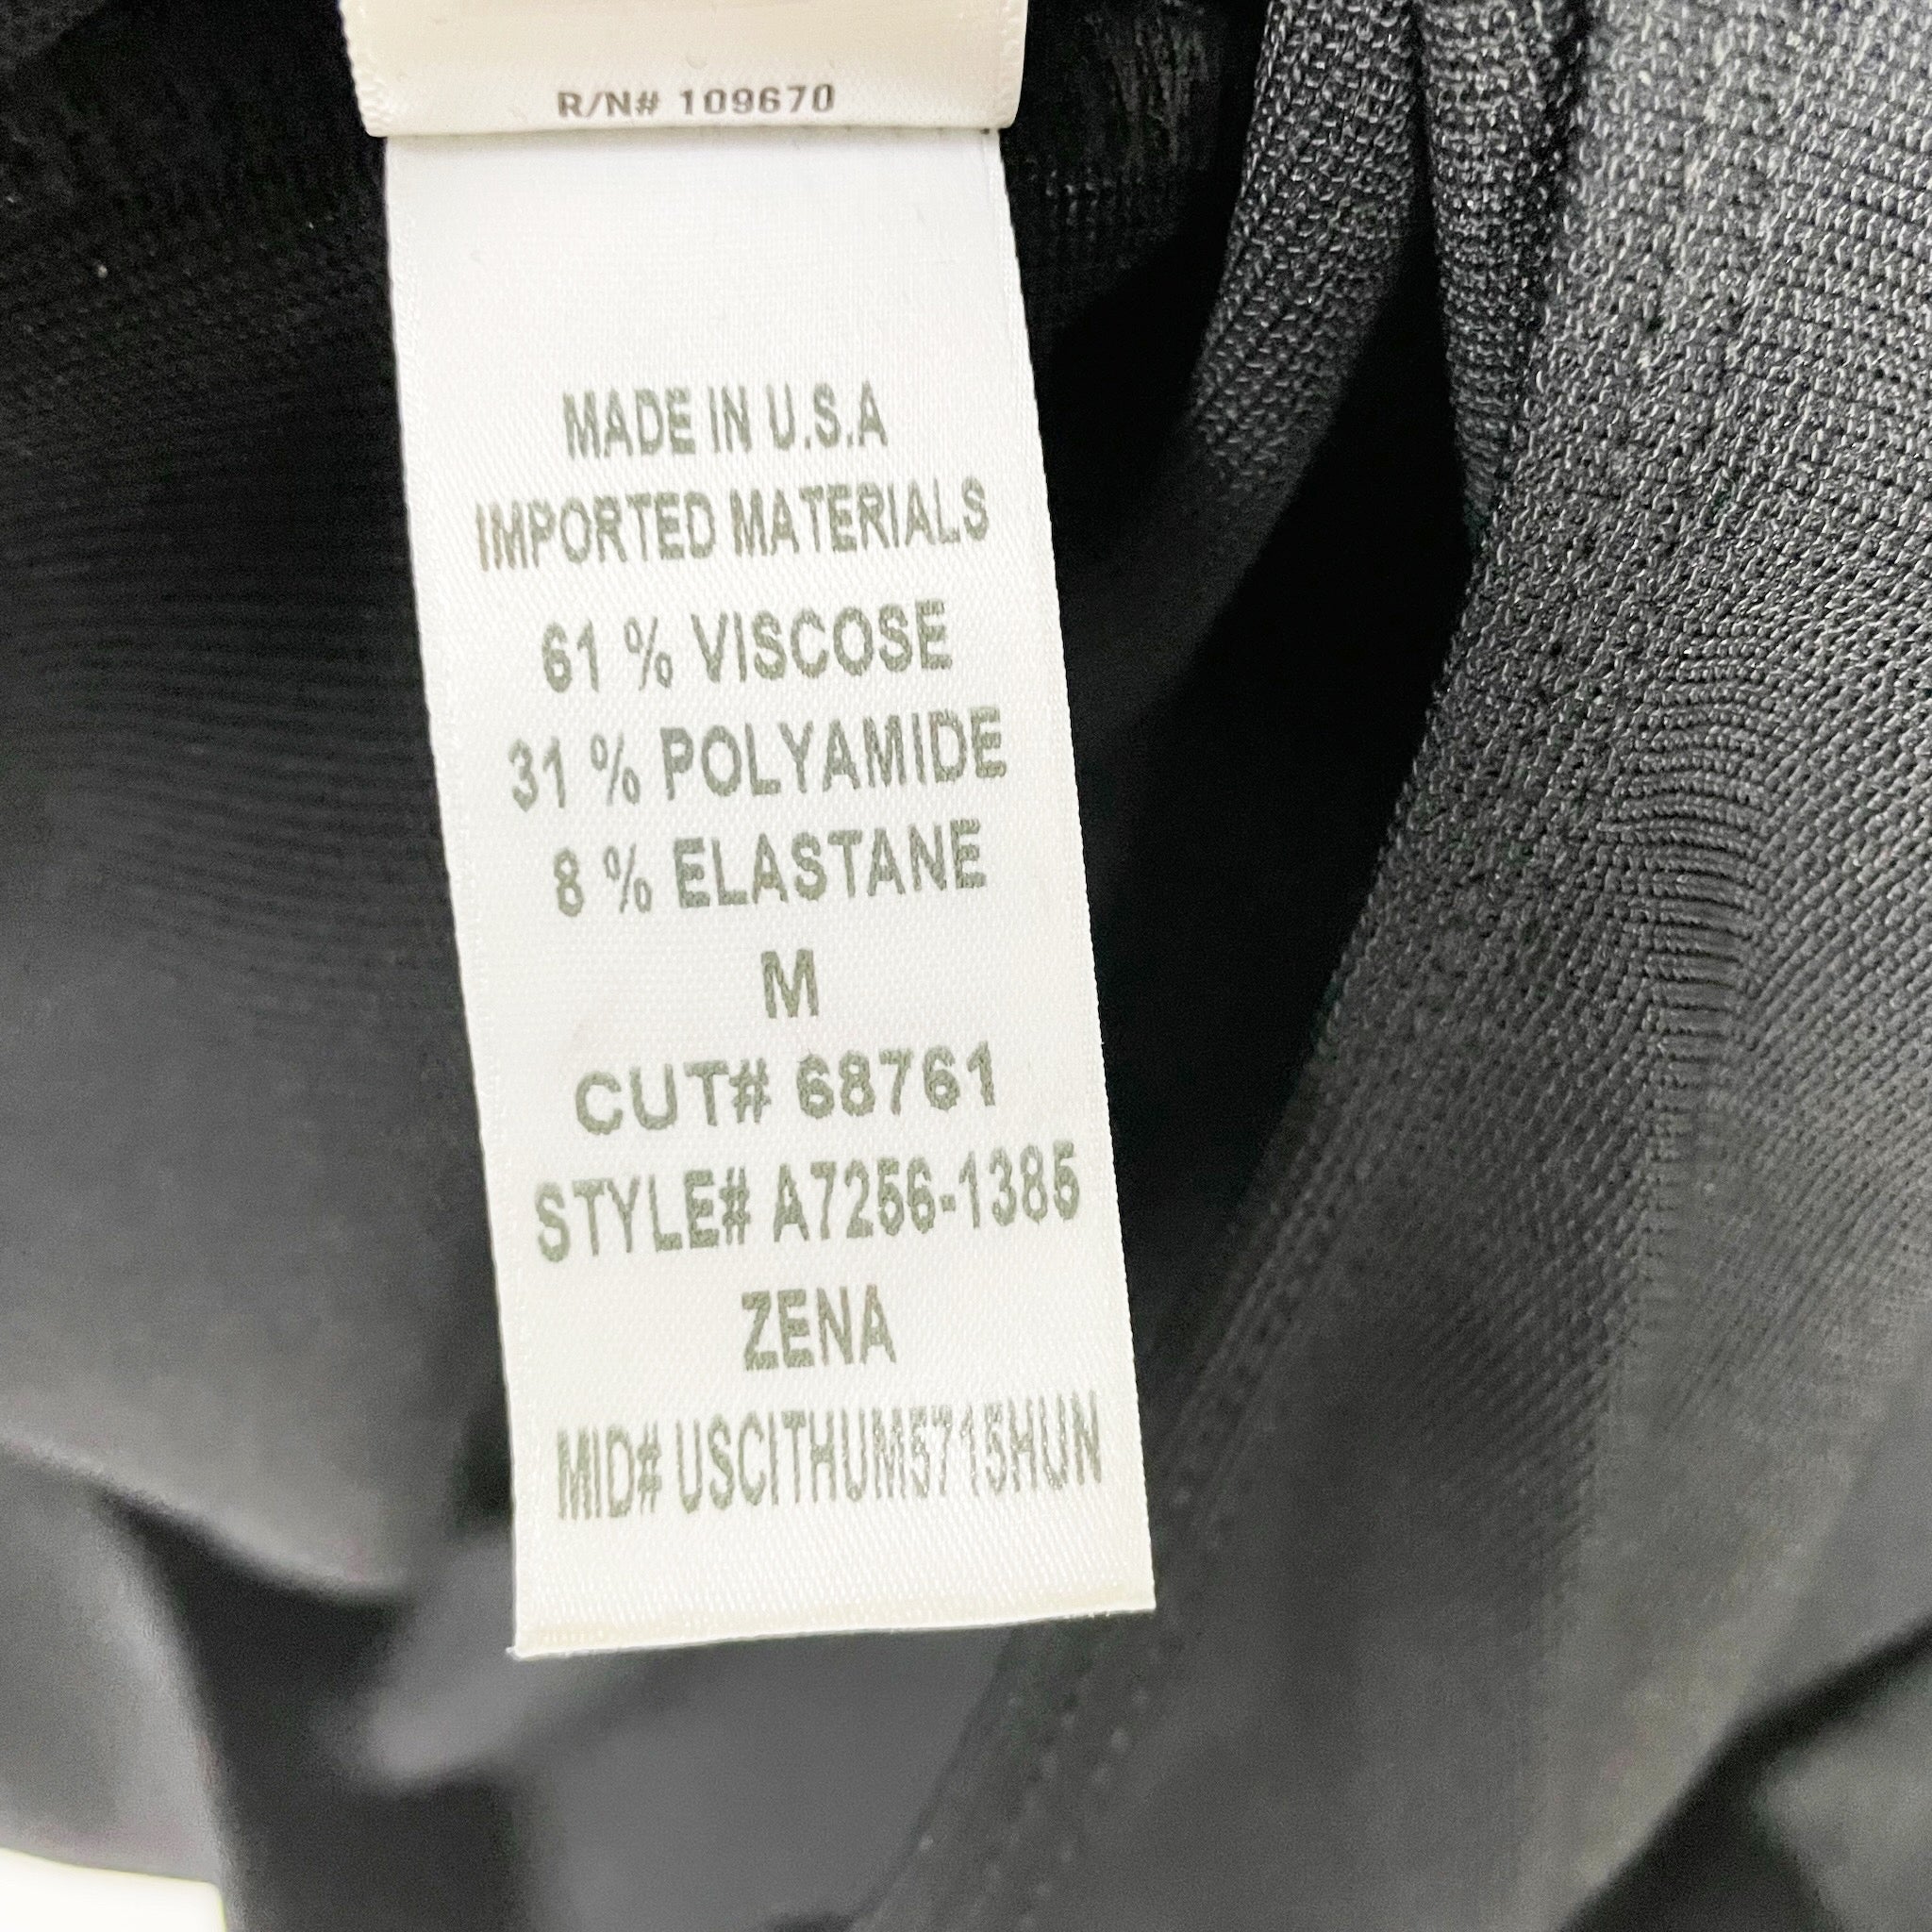 R/N# 109670
MADE IN U.S.A
IMPORTED MATERIALS
61 % VISCOSE
31 % POLYAMIDE
8 % ELASTANE
M
CUT# 68761
STYLE# A7256-1385
ZENA
MID# USCITHUM5715HUN